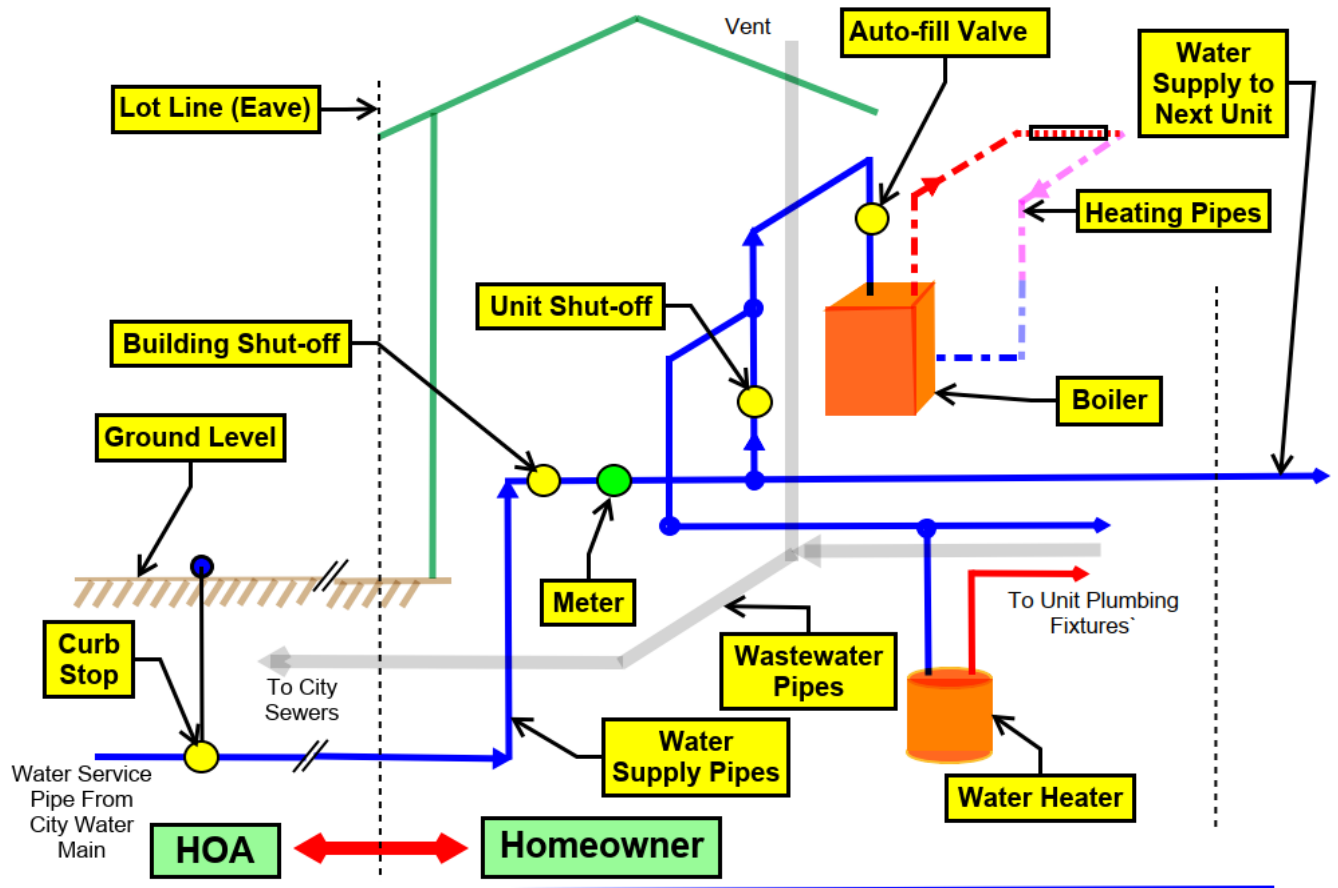 Vent
Auto-fill Valve
Water
Supply to
Next Unit
Lot Line (Eave)
Heating Pipes
Unit Shut-off
Building Shut-off
Boiler
Ground Level
Meter
To Unit Plumbing
Fixtures`
Curb
Stop
Wastewater
Pipes
To City
Sewers
Water
Supply Pipes
Water Service
Pipe From
City Water
Main
Water Heater
HOA
Homeowner